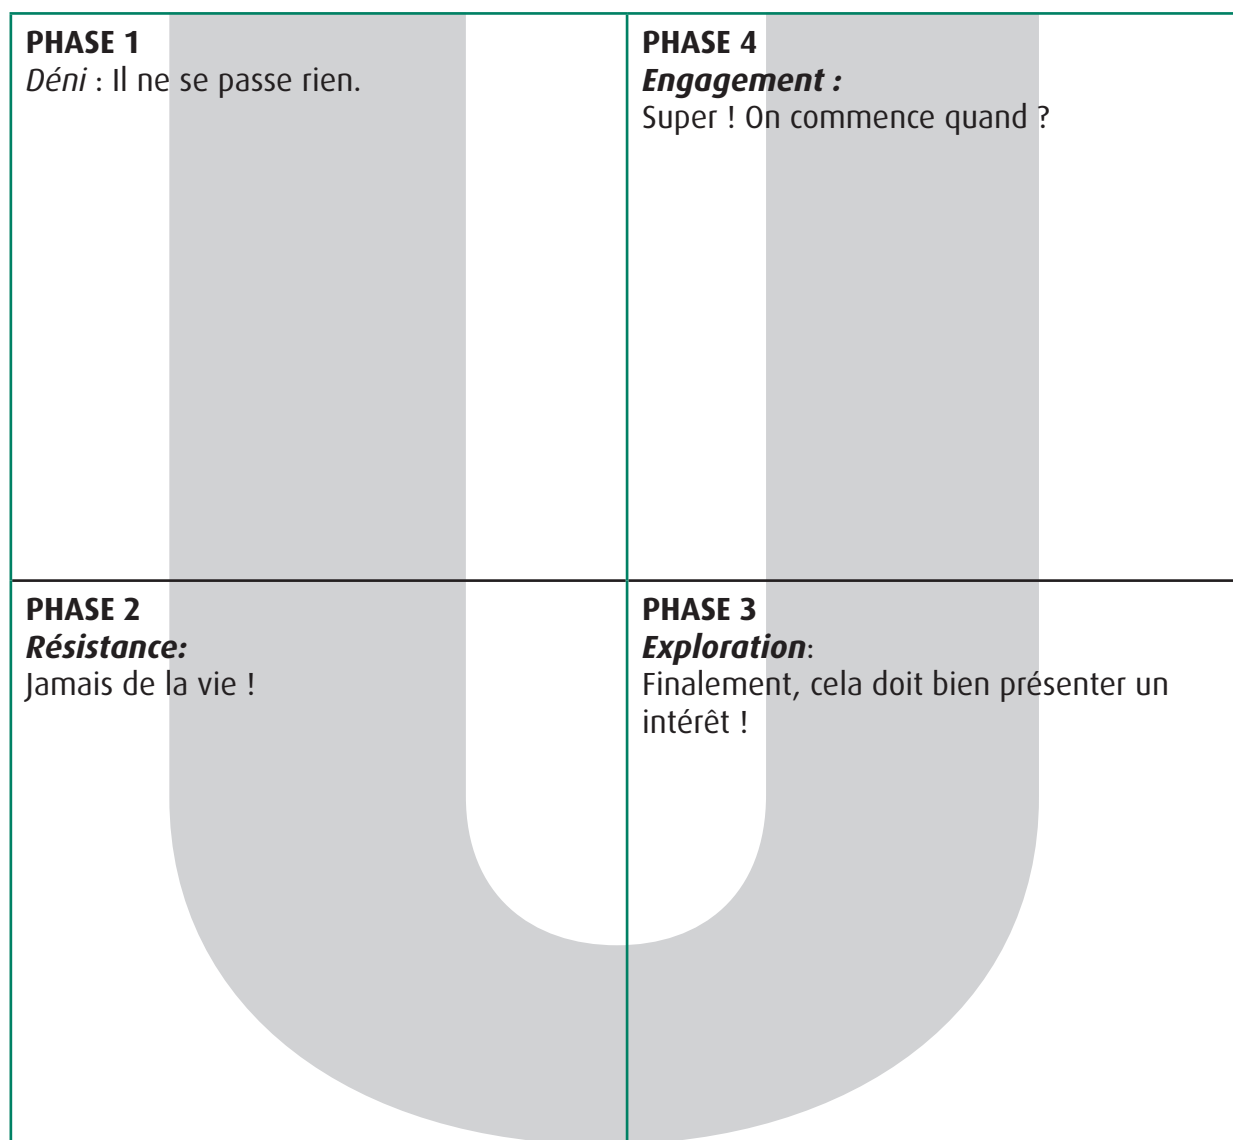 PHASE 1
Déni : Il ne se passe rien.
PHASE 4
Engagement :
Super ! On commence quand ?
PHASE 2
Résistance:
Jamais de la vie !
PHASE 3
Exploration:
Finalement, cela doit bien présenter un
intérêt !